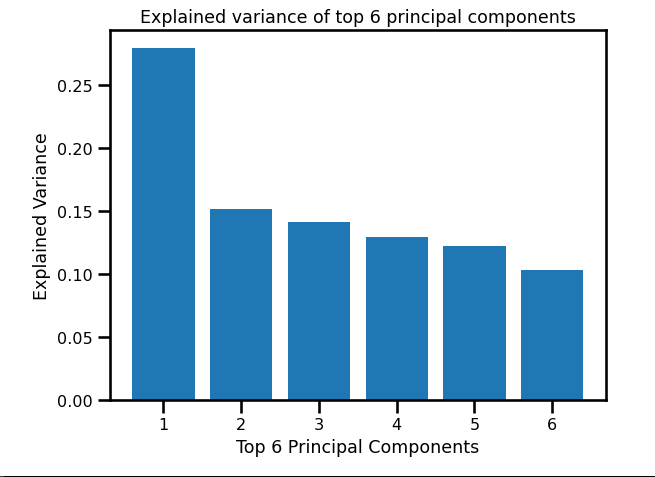 Explained variance of top 6 principal components
Explained Variance
0.25
0.20
0.15
0.10
0.05
0.00
1 2 3 4 5 6
Top 6 Principal Components